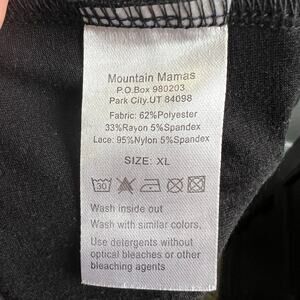 Mountain Mamas
P.O.Box 980203
Park City.UT 84098
Fabric: 62%Polyester
33%Rayon 5%Spandex
Lace: 95%Nylon 5%Spandex
SIZE: XL
30
Wash inside out
Wash with similar colors,
Use detergents without
optical bleaches or other
bleaching agents